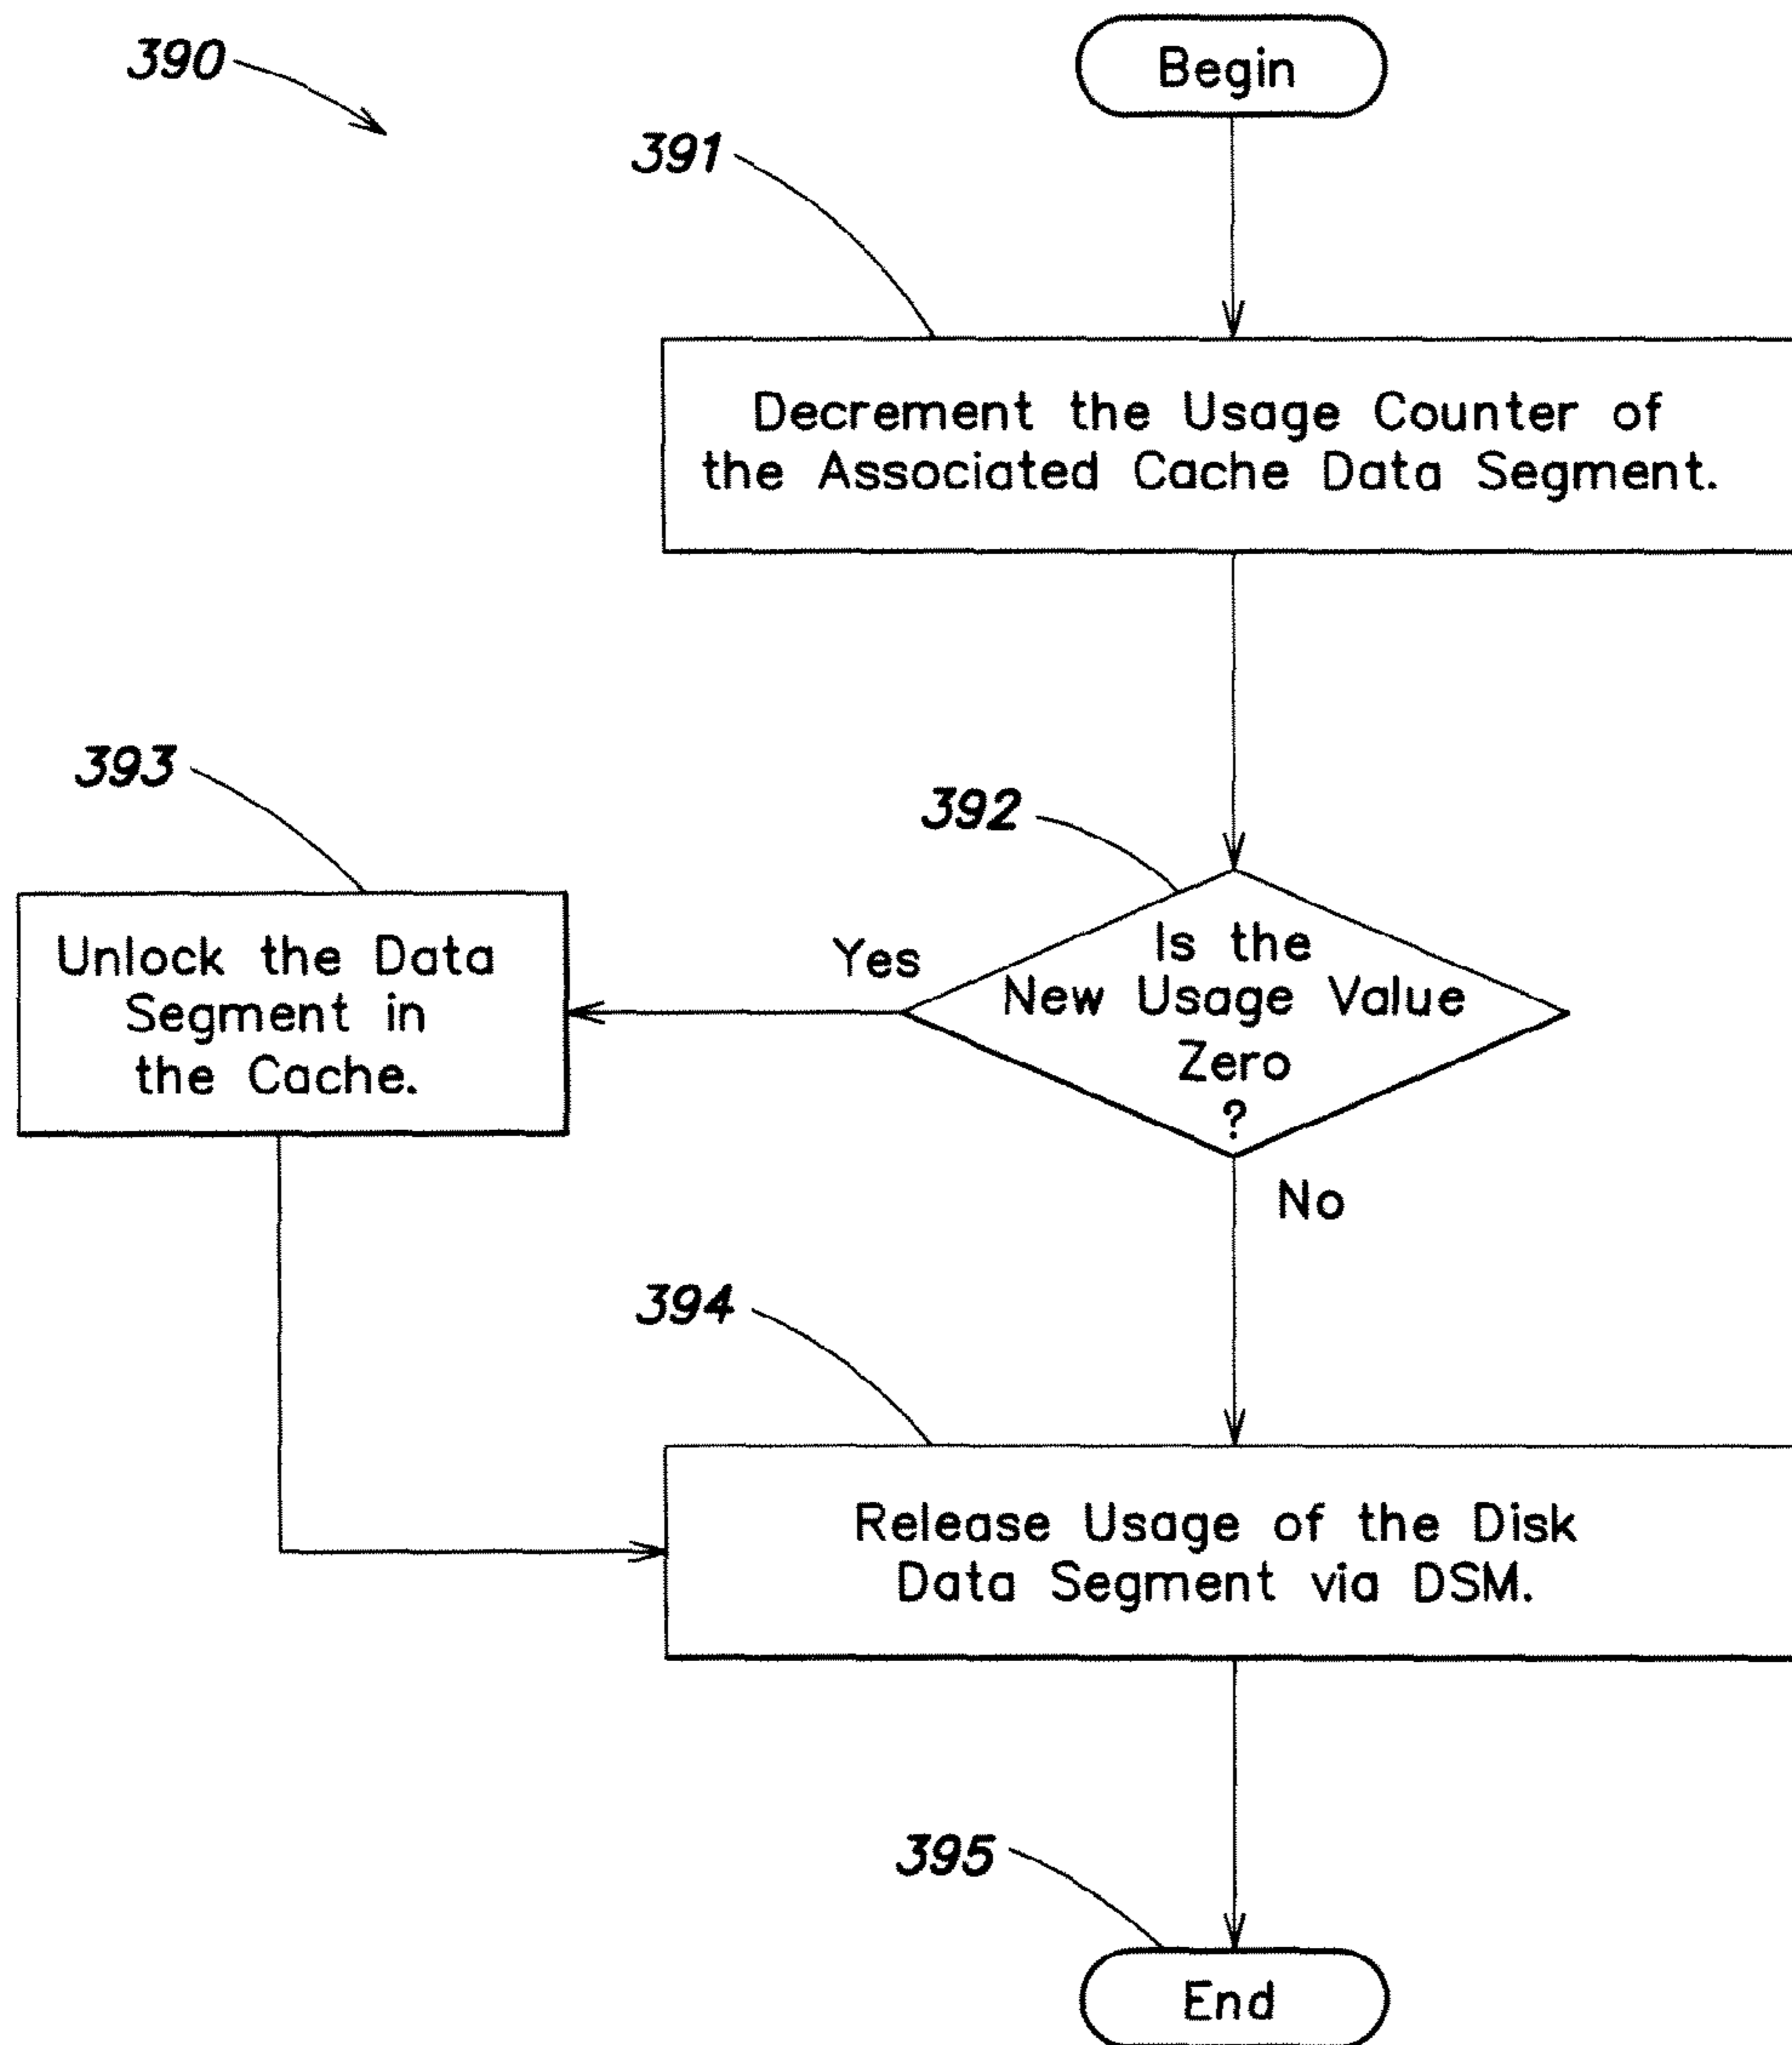 390
Begin
391
Decrement the Usage Counter of
the Associated Cache Data Segment.
393
392
Unlock the Data
Segment in
the Cache.
Yes
Is the
New Usage Value
Zero
?
No
394
Release Usage of the Disk
Data Segment via DSM.
395
End